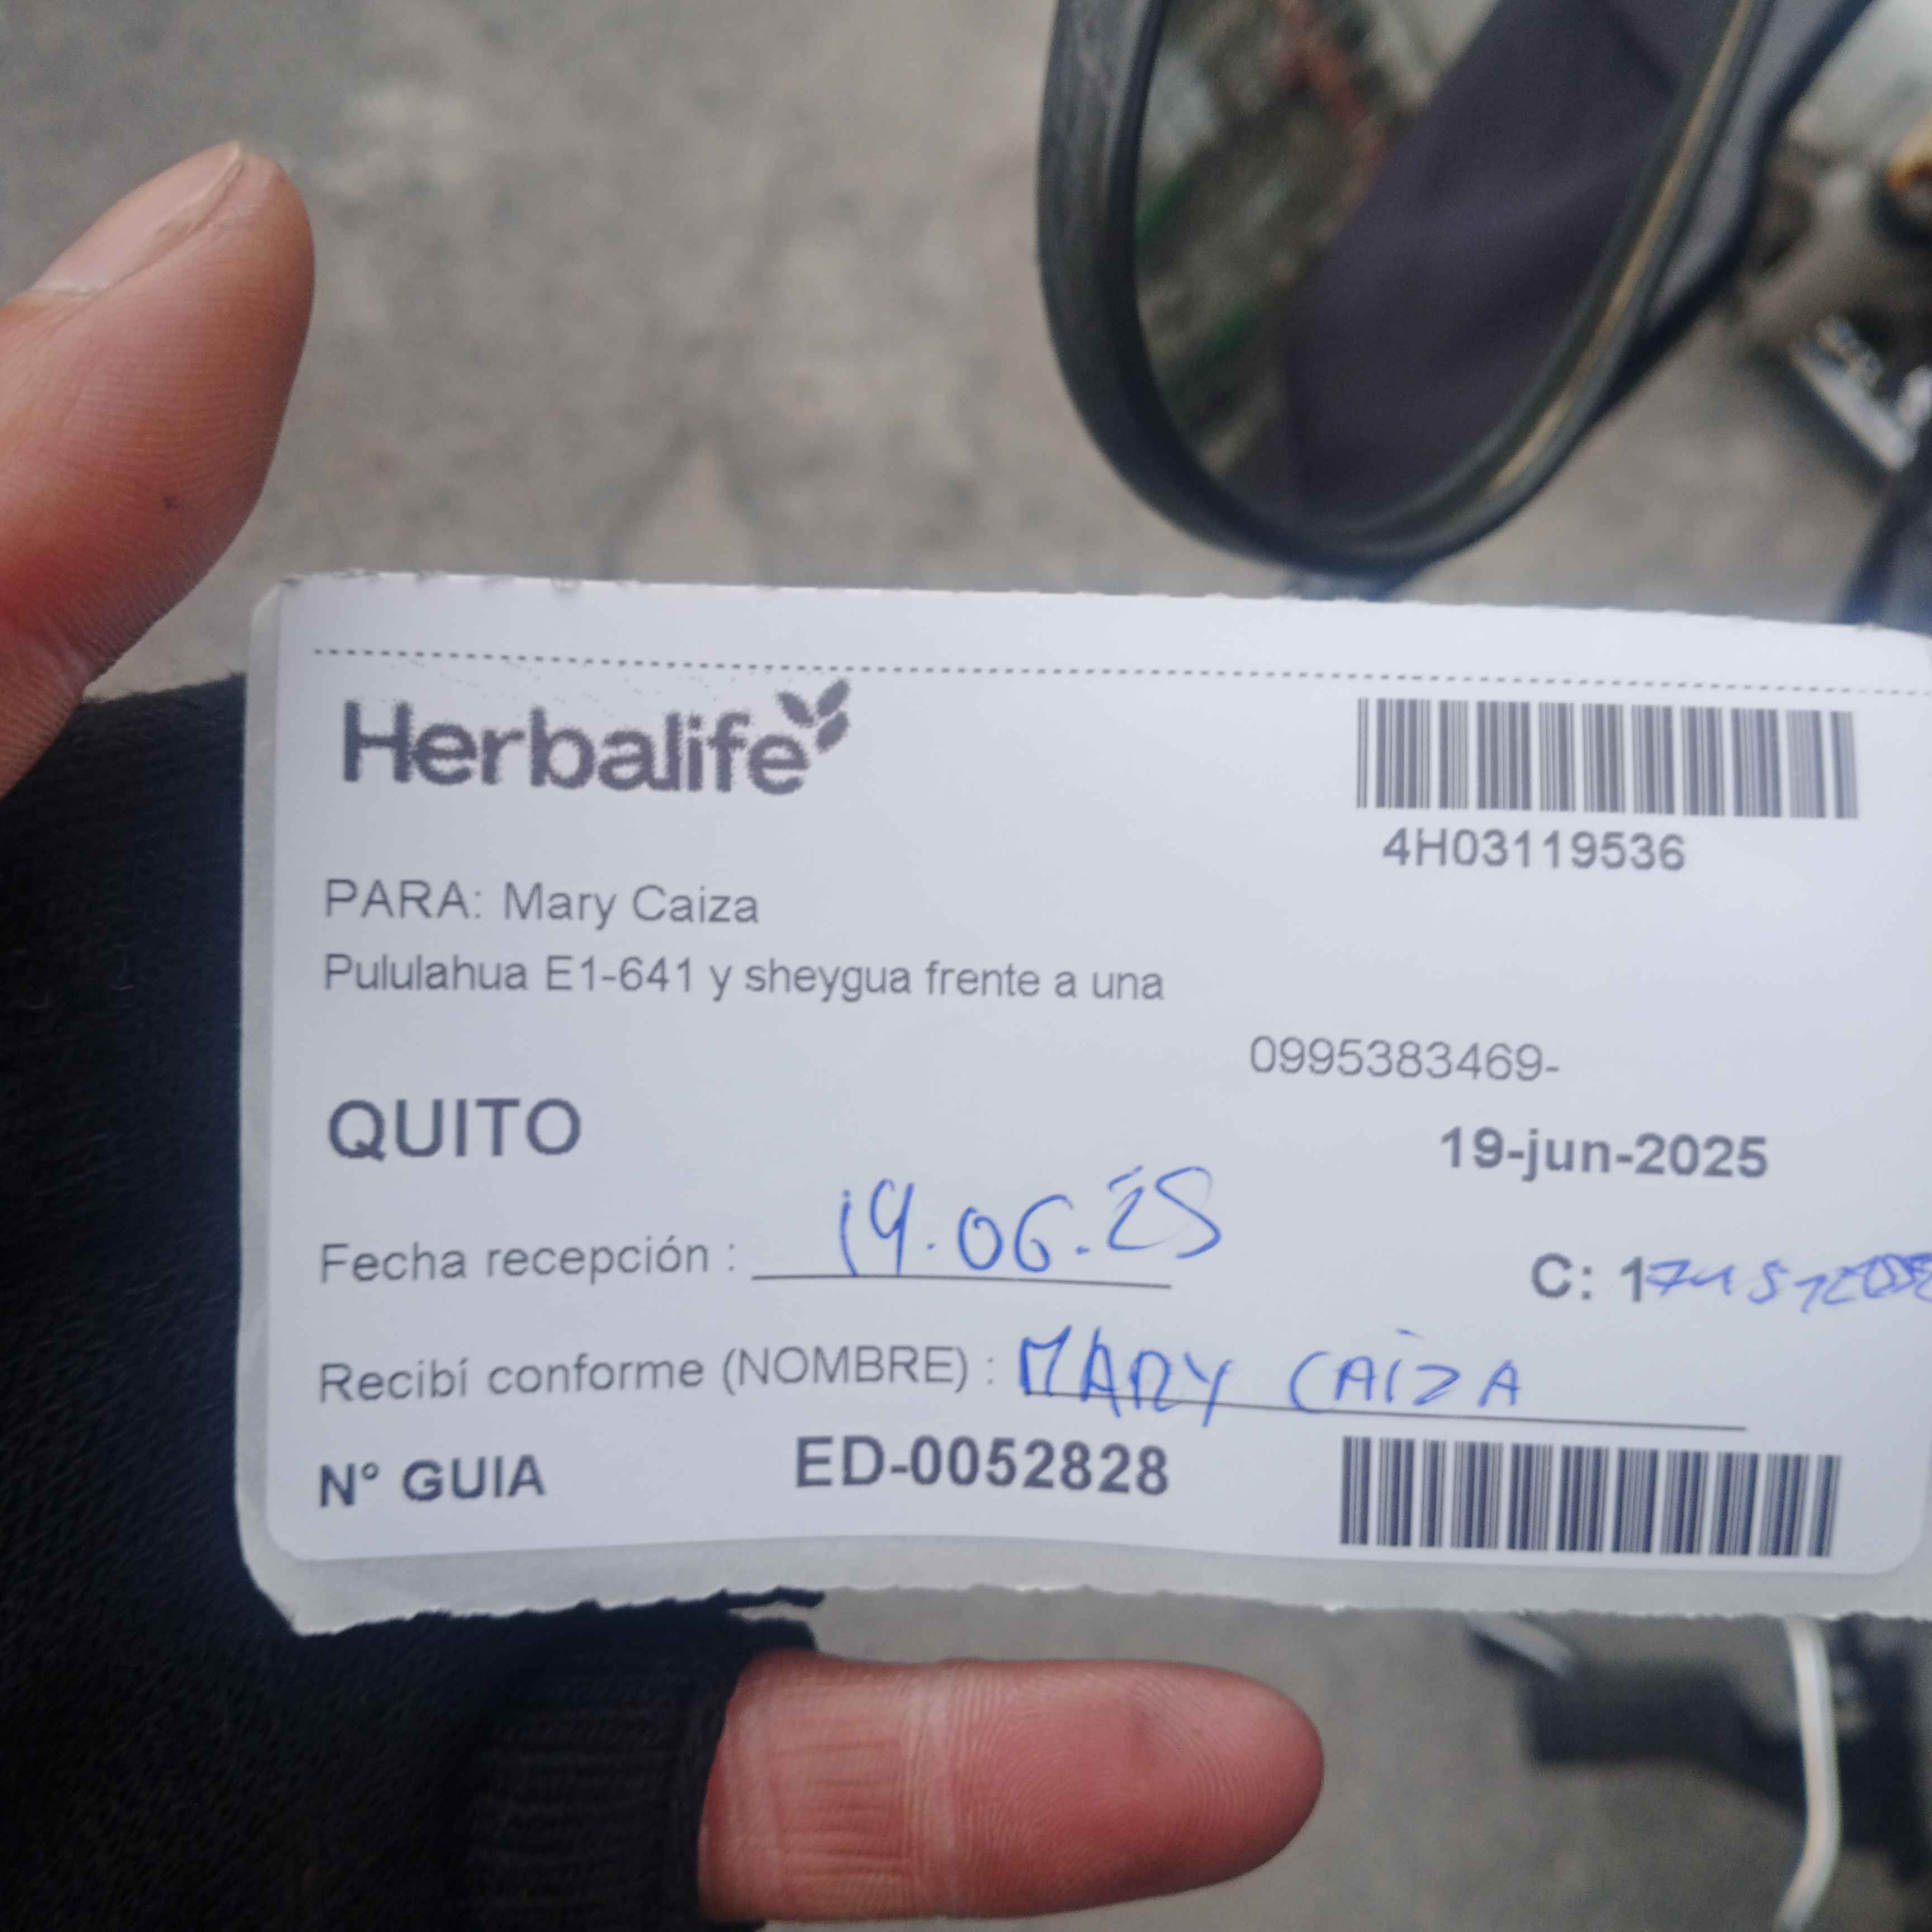 Herbalife
4H03119536
PARA: Mary Caiza
Pululahua E1-641 y sheygua frente a una
0995383469-
QUITO
19-jun-2025
Fecha recepción : 19.06.25
C:
Recibí conforme (NOMBRE) : MARY CAIZA
N° GUIA ED-0052828